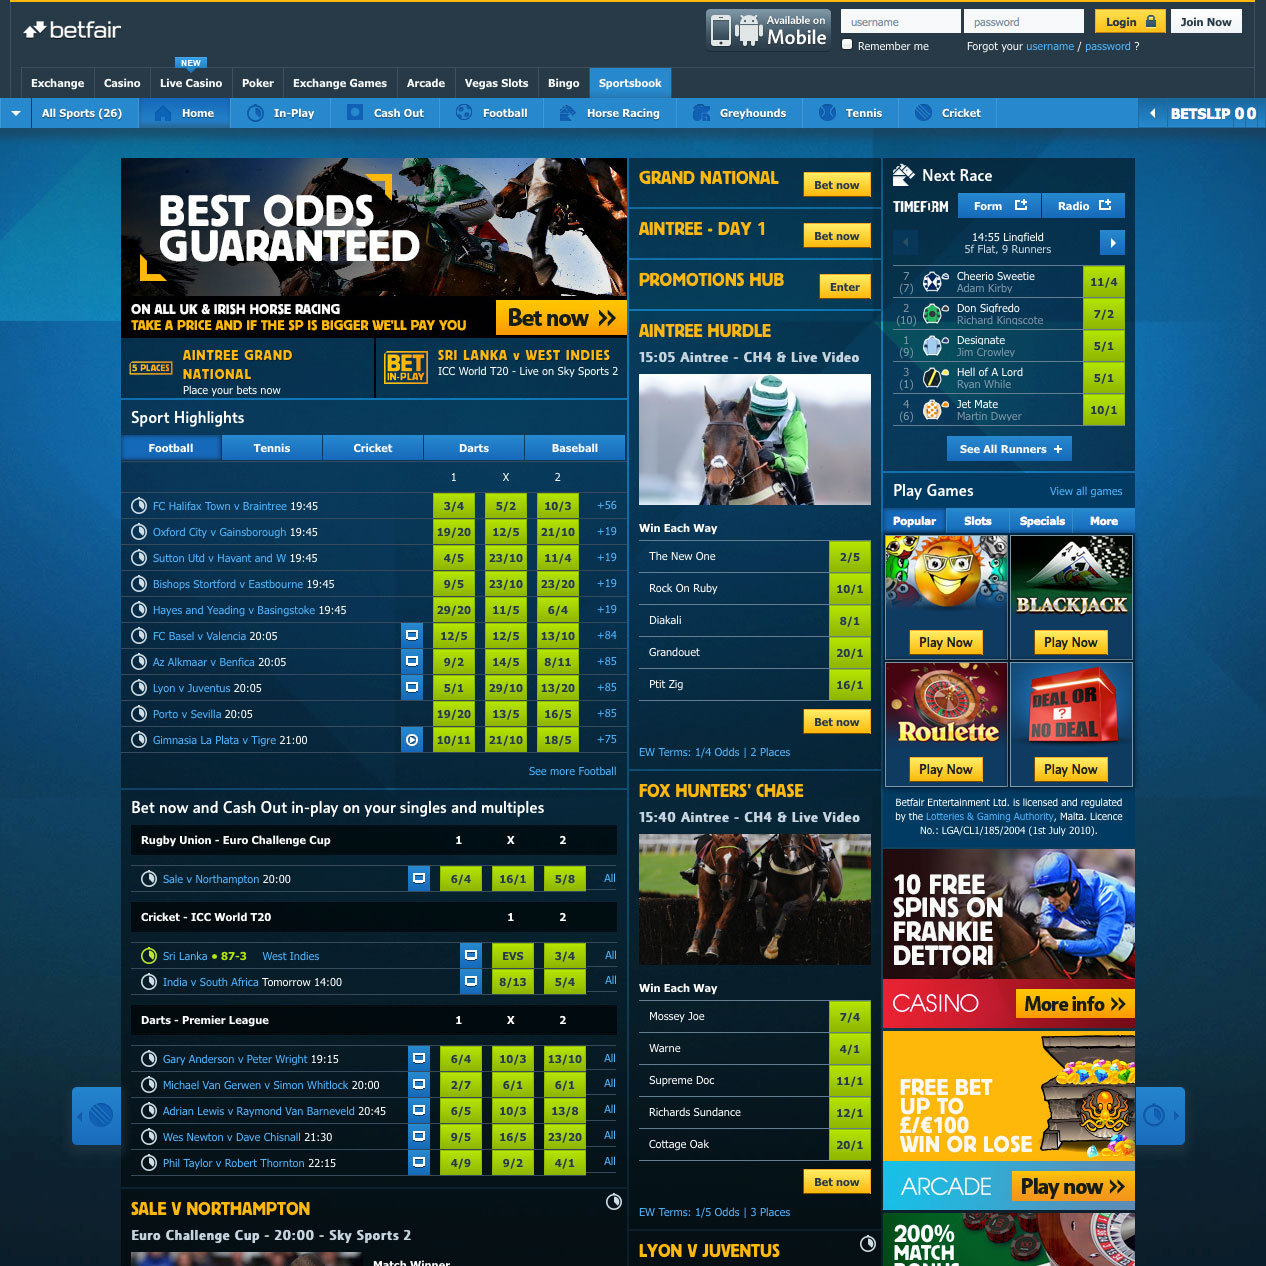 betfair
Available on
Mobile
username
password
Login
Join Now
Remember me
Forgot your username / password ?
NEW
Exchange
Casino
Live Casino
Poker
Exchange Games
Arcade
Vegas Slots
Bingo
Sportsbook
All Sports (26)
Home
In-Play
Cash Out
Football
Horse Racing
Greyhounds
Tennis
Cricket
BETSLIP 0 0
BEST ODDS
GUARANTEED
ON ALL UK & IRISH HORSE RACING
TAKE A PRICE AND IF THE SP IS BIGGER WE'LL PAY YOU
Bet now »
5 PLACES
AINTREE GRAND
NATIONAL
Place your bets now
BET
IN-PLAY
SRI LANKA v WEST INDIES
ICC World T20 - Live on Sky Sports 2
Sport Highlights
Football Tennis Cricket Darts Baseball
1 X 2
FC Halifax Town v Braintree 19:45 3/4 5/2 10/3 +56
Oxford City v Gainsborough 19:45 19/20 12/5 21/10 +19
Sutton Utd v Havant and W 19:45 4/5 23/10 11/4 +19
Bishops Stortford v Eastbourne 19:45 9/5 23/10 23/20 +19
Hayes and Yeading v Basingstoke 19:45 29/20 11/5 6/4 +19
FC Basel v Valencia 20:05 12/5 12/5 13/10 +84
Az Alkmaar v Benfica 20:05 9/2 14/5 8/11 +85
Lyon v Juventus 20:05 5/1 29/10 13/20 +85
Porto v Sevilla 20:05 19/20 13/5 16/5 +85
Gimnasia La Plata v Tigre 21:00 10/11 21/10 18/5 +75
See more Football
Bet now and Cash Out in-play on your singles and multiples
Rugby Union - Euro Challenge Cup 1 X 2
Sale v Northampton 20:00 6/4 16/1 5/8 All
Cricket - ICC World T20 1 2
Sri Lanka • 87-3 West Indies EVS 3/4 All
India v South Africa Tomorrow 14:00 8/13 5/4 All
Darts - Premier League 1 X 2
Gary Anderson v Peter Wright 19:15 6/4 10/3 13/10 All
Michael Van Gerwen v Simon Whitlock 20:00 2/7 6/1 6/1 All
Adrian Lewis v Raymond Van Barneveld 20:45 6/5 10/3 13/8 All
Wes Newton v Dave Chisnall 21:30 9/5 16/5 23/20 All
Phil Taylor v Robert Thornton 22:15 4/9 9/2 4/1 All
SALE V NORTHAMPTON
Euro Challenge Cup - 20:00 - Sky Sports 2
Match Winner
GRAND NATIONAL
Bet now
AINTREE - DAY 1
Bet now
PROMOTIONS HUB
Enter
AINTREE HURDLE
15:05 Aintree - CH4 & Live Video
Win Each Way
The New One 2/5
Rock On Ruby 10/1
Diakali 8/1
Grandouet 20/1
Ptit Zig 16/1
Bet now
EW Terms: 1/4 Odds | 2 Places
FOX HUNTERS' CHASE
15:40 Aintree - CH4 & Live Video
Win Each Way
Mossey Joe 7/4
Warne 4/1
Supreme Doc 11/1
Richards Sundance 12/1
Cottage Oak 20/1
Bet now
EW Terms: 1/5 Odds | 3 Places
LYON V JUVENTUS
Next Race
TIMEFORM
Form
Radio
14:55 Lingfield
5f Flat, 9 Runners
7 Cheerio Sweetie 11/4
(7) Adam Kirby
2 Don Sigfredo 7/2
(10) Richard Kingscote
1 Designate 5/1
(9) Jim Crowley
3 Hell of A Lord 5/1
(1) Ryan While
4 Jet Mate 10/1
(6) Martin Dwyer
See All Runners +
Play Games
View all games
Popular Slots Specials More
BLACKJACK
Play Now
Play Now
Roulette
DEAL OR
?
NO DEAL
Play Now
Play Now
Betfair Entertainment Ltd. is licensed and regulated
by the Lotteries & Gaming Authority, Malta. Licence
No.: LGA/CL1/185/2004 (1st July 2010).
10 FREE
SPINS ON
FRANKIE
DETTORI
CASINO
More info »
FREE BET
UP TO
£/€100
WIN OR LOSE
ARCADE
Play now »
200%
MATCH
BONUS